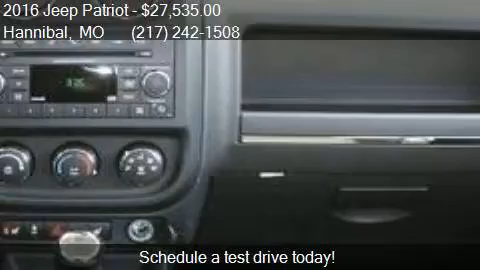 2016 Jeep Patriot - $27,535.00
Hannibal, MO (217) 242-1508
Schedule a test drive today!